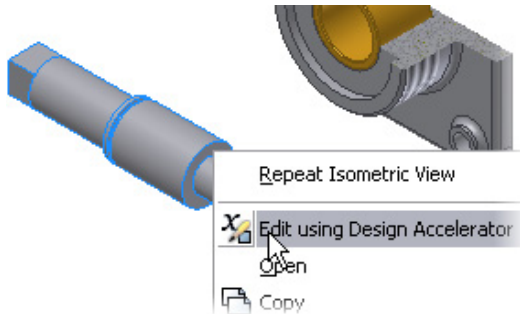 Repeat Isometric View
Edit using Design Accelerator
Open
Copy